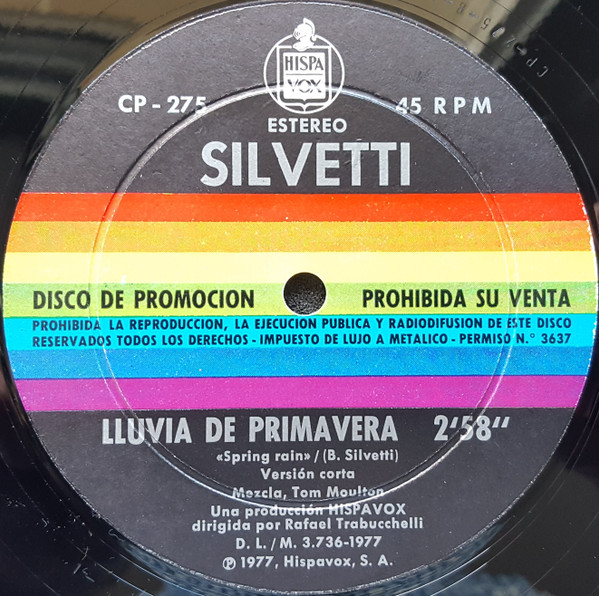 HISPA
VOX
CP - 275 45 R P M
ESTEREO
SILVETTI
DISCO DE PROMOCION PROHIBIDA SU VENTA
PROHIBIDA LA REPRODUCCION, LA EJECUCION PUBLICA Y RADIODIFUSION DE ESTE DISCO
RESERVADOS TODOS LOS DERECHOS - IMPUESTO DE LUJO A METALICO - PERMISO N.° 3637
LLUVIA DE PRIMAVERA 2'58"
«Spring rain» / (B. Silvetti)
Versión corta
Mezcla, Tom Moulton
Una producción HISPAVOX
dirigida por Rafael Trabucchelli
D. L. / M. 3.736-1977
℗ 1977, Hispavox, S. A.